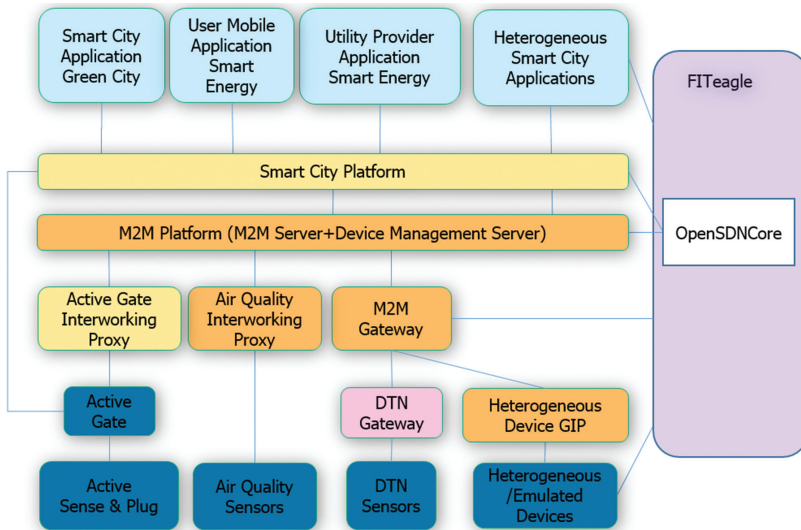 Smart City
Application
Green City
User Mobile
Application
Smart
Energy
Utility Provider
Application
Smart Energy
Heterogeneous
Smart City
Applications
FITeagle
Smart City Platform
M2M Platform (M2M Server+Device Management Server)
OpenSDNCore
Active Gate
Interworking
Proxy
Air Quality
Interworking
Proxy
M2M
Gateway
Active
Gate
DTN
Gateway
Heterogeneous
Device GIP
Active
Sense & Plug
Air Quality
Sensors
DTN
Sensors
Heterogeneous
/Emulated
Devices